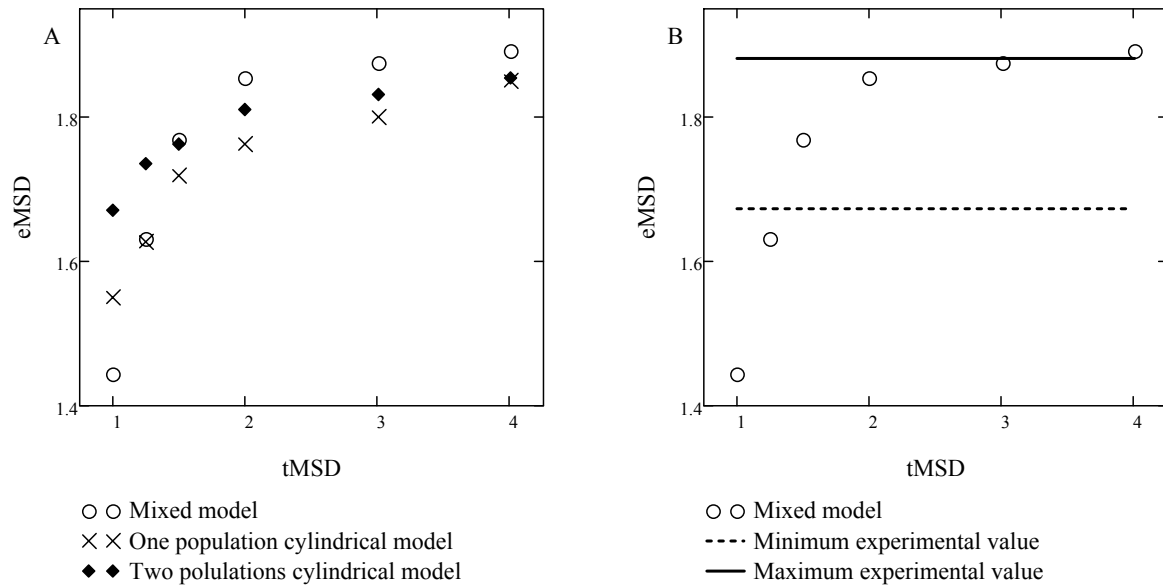 A
eMSD
1.8
1.6
1.4
1 2 3 4
tMSD
Mixed model
One population cylindrical model
Two polulations cylindrical model
B
eMSD
1.8
1.6
1.4
1 2 3 4
tMSD
Mixed model
Minimum experimental value
Maximum experimental value